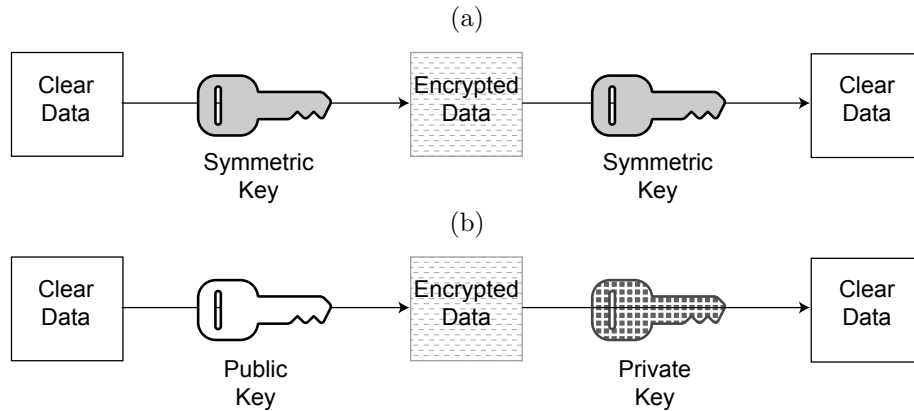 (a)
Clear
Data
Encrypted
Data
Clear
Data
Symmetric
Key
Symmetric
Key
(b)
Clear
Data
Encrypted
Data
Clear
Data
Public
Key
Private
Key